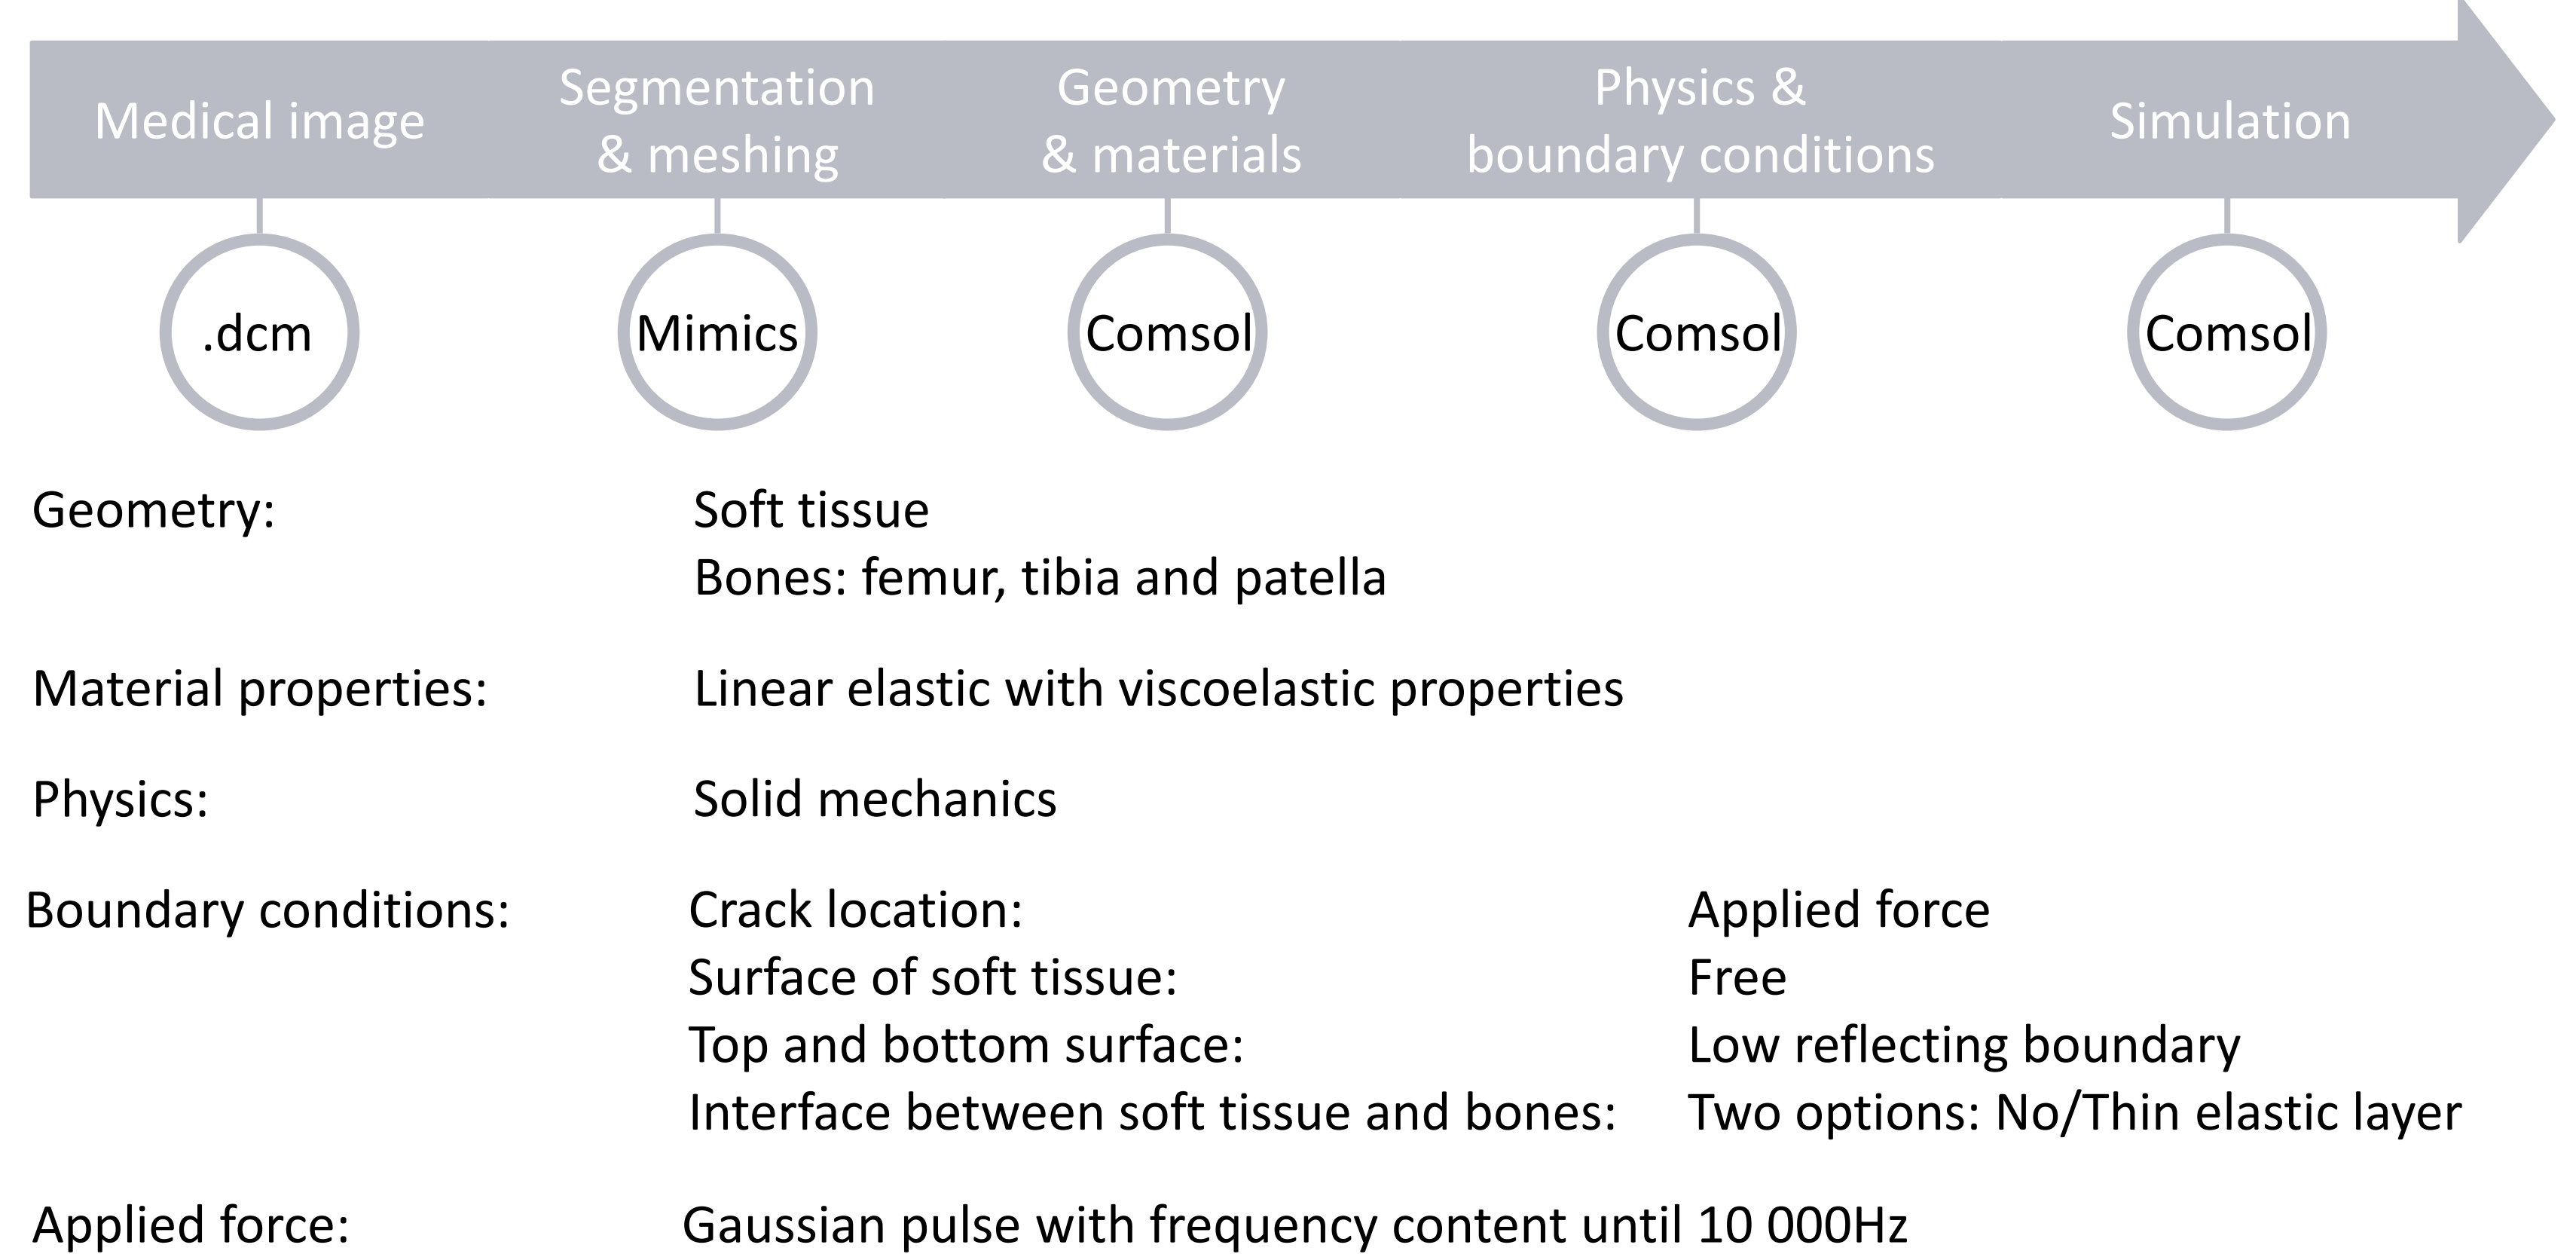 Medical image
Segmentation
& meshing
Geometry
& materials
Physics &
boundary conditions
Simulation
.dcm
Mimics
Comsol
Comsol
Comsol
Geometry: Soft tissue
Bones: femur, tibia and patella
Material properties: Linear elastic with viscoelastic properties
Physics: Solid mechanics
Boundary conditions: Crack location: Applied force
Surface of soft tissue: Free
Top and bottom surface: Low reflecting boundary
Interface between soft tissue and bones: Two options: No/Thin elastic layer
Applied force: Gaussian pulse with frequency content until 10 000Hz